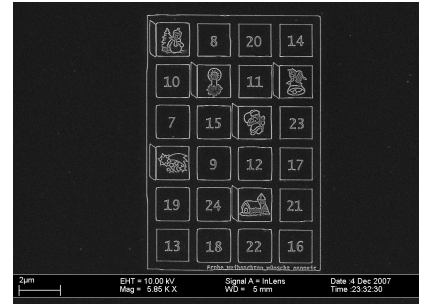 8 20 14
10 11
7 15 23
9 12 17
19 24 21
13 18 22 16
2µm
EHT = 10.00 kV
Signal A = InLens
Date :4 Dec 2007
Mag = 5.85 K X
WD = 5 mm
Time :23:32:30